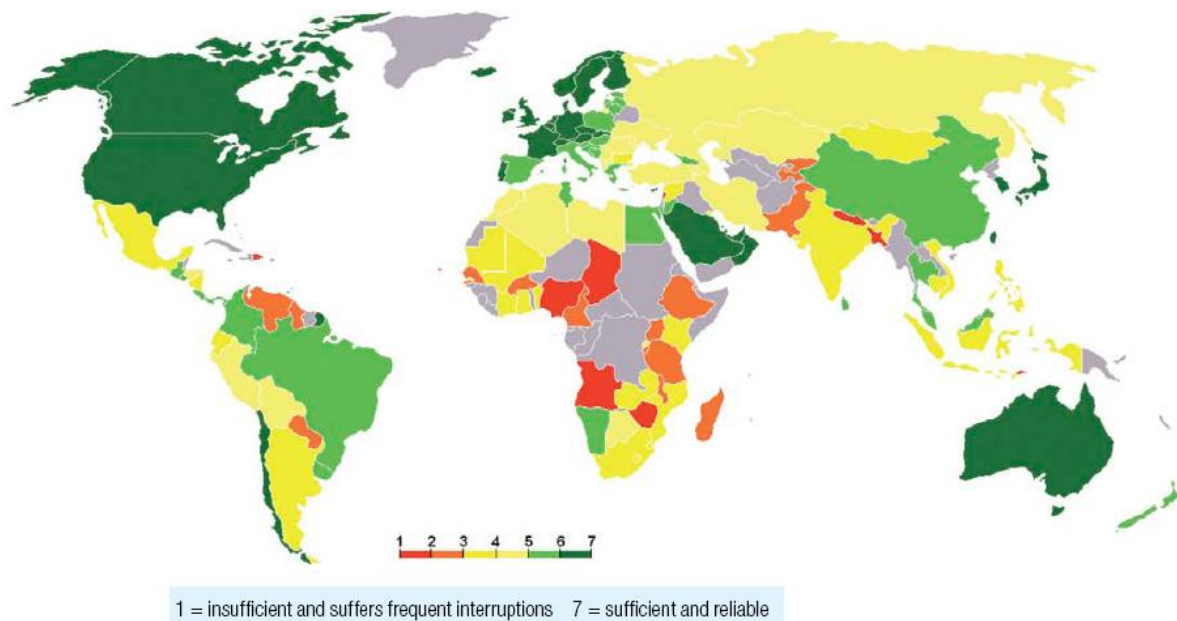 1 2 3 4 5 6 7
1 = insufficient and suffers frequent interruptions 7 = sufficient and reliable